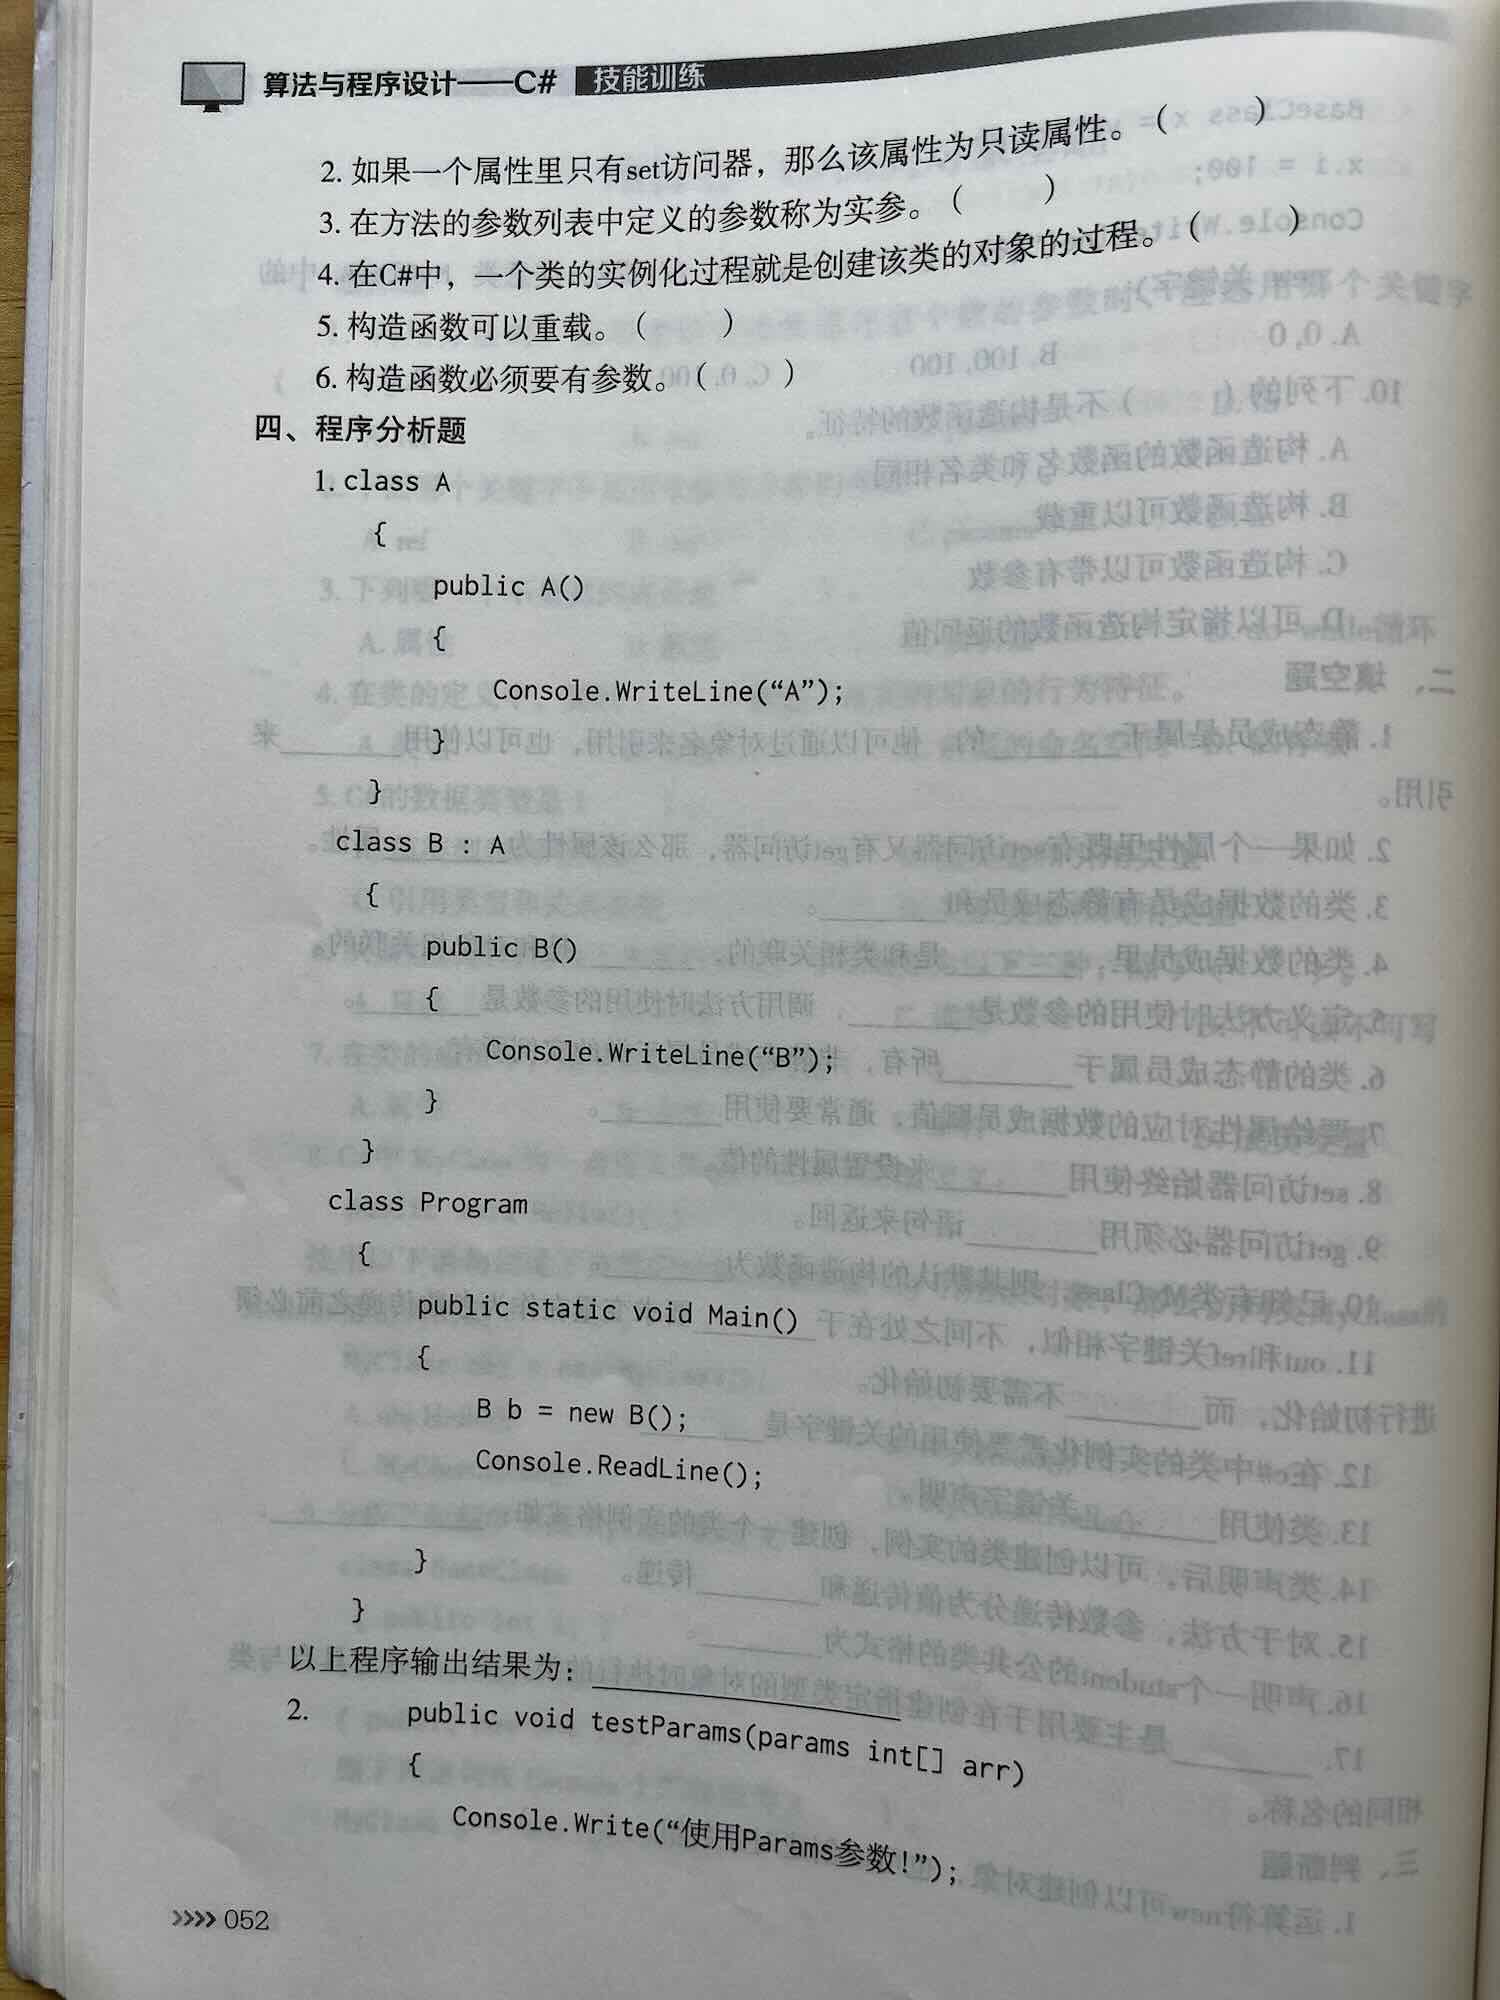 算法与程序设计——C# 技能训练
2. 如果一个属性里只有set访问器，那么该属性为只读属性。（ ）
3. 在方法的参数列表中定义的参数称为实参。（ ）
4. 在C#中，一个类的实例化过程就是创建该类的对象的过程。（ ）
5. 构造函数可以重载。（ ）
6. 构造函数必须要有参数。（ ）
四、程序分析题
1. class A
{
public A()
{
Console.WriteLine(“A”);
}
}
class B : A
{
public B()
{
Console.WriteLine(“B”);
}
}
class Program
{
public static void Main()
{
B b = new B();
Console.ReadLine();
}
}
以上程序输出结果为：________
2. public void testParams(params int[] arr)
{
Console.Write(“使用Params参数!”);
>>>> 052